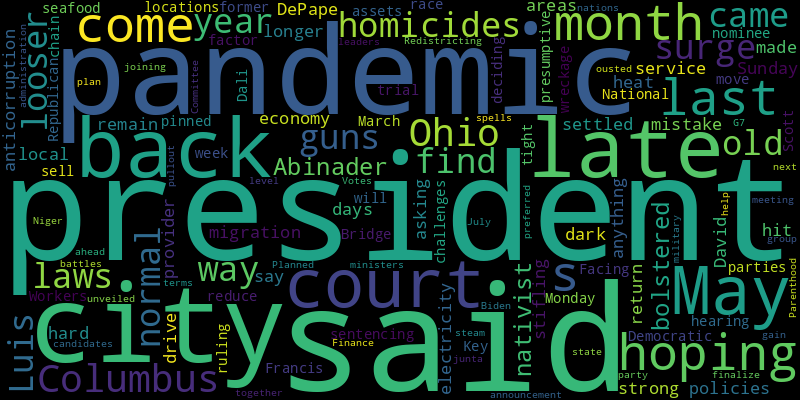 seafood
locations
former
race
areas
come
year
DePape
assets
homicides
longer
month
came
nominee
looser
factor
leaders
Redistricting
presumptive
made
anticorruption
administration
Republican
chain
pandemic
deciding
surge
wreckage
Sunday
plan
joining
Committee
Dali
trial
ousted
service
heat
move
National
last
remain
pinned
economy
March
spells
Ohio
late
settled
mistake
G7
Scott
old
back
guns
tight
local
week
Abinader
find
sell
pullout
level
Votes
will
days
asking
challenges
next
nations
president
preferred
anything
bolstered
military
David
help
meeting
hit
group
Niger
normal
provider
migration
Bridge
July
dark
parties
ahead
battles
Planned
ministers
laws
way
say
court
s
Facing
May
Parenthood
terms
Workers
unveiled
reduce
electricity
Biden
nativist
stifling
Monday
return
city
said
Luis
hard
candidates
drive
ruling
sentencing
Finance
steam
Key
junta
state
Democratic
hearing
gain
hoping
Columbus
Francis
together
announcement
party
finalize
strong
policies